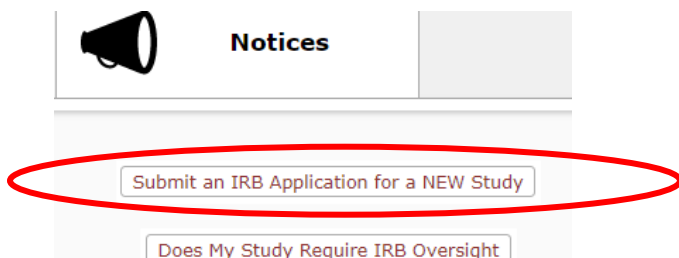 Notices
Submit an IRB Application for a NEW Study
Does My Study Require IRB Oversight